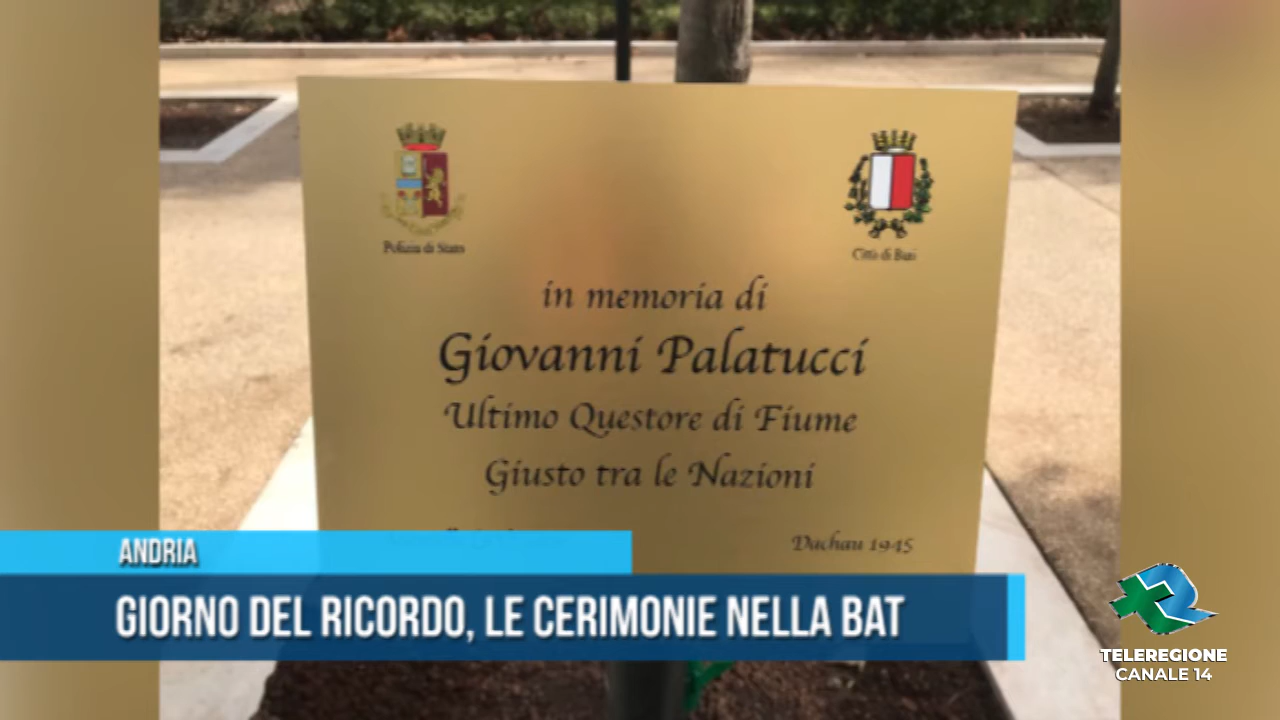 Polizia di Stato
Città di Bari
in memoria di
Giovanni Palatucci
Ultimo Questore di Fiume
Giusto tra le Nazioni
Dachau 1945
ANDRIA
GIORNO DEL RICORDO, LE CERIMONIE NELLA BAT
TELEREGIONE
CANALE 14